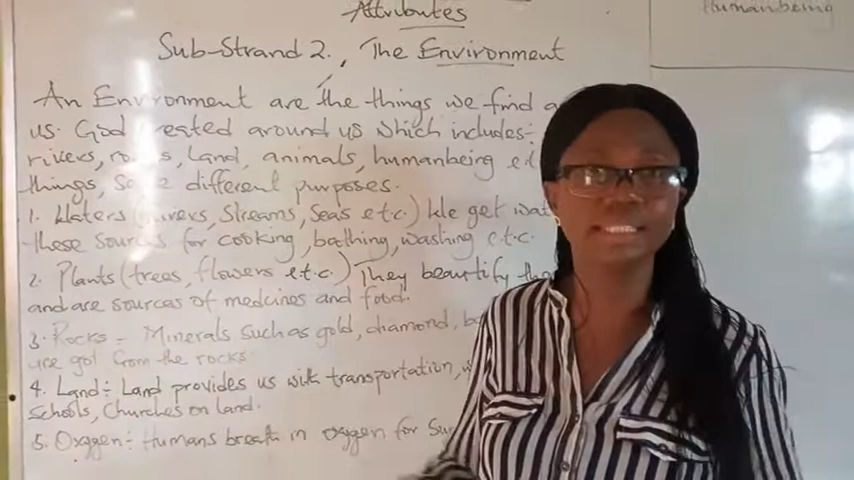 Attributes
Humanbeing
Sub-Strand 2. The Environment
An Environment are the things we find a
us. God created around us which includes:-
rivers, rocks, land, animals, humanbeing
things, for different purposes.
1. Waters (rivers, streams, Seas etc.) We get wat
these sources for cooking, bathing, washing e.t.c.
2. Plants (trees, flowers e.t.c.) They beautify the
and are sources of medicines and food.
3. Rocks - Minerals such as gold, diamond,
are got from the rocks
4. Land:- Land provides us with transportation,
Schools, Churches on land.
5. Oxygen:- Humans breath in oxygen for Su